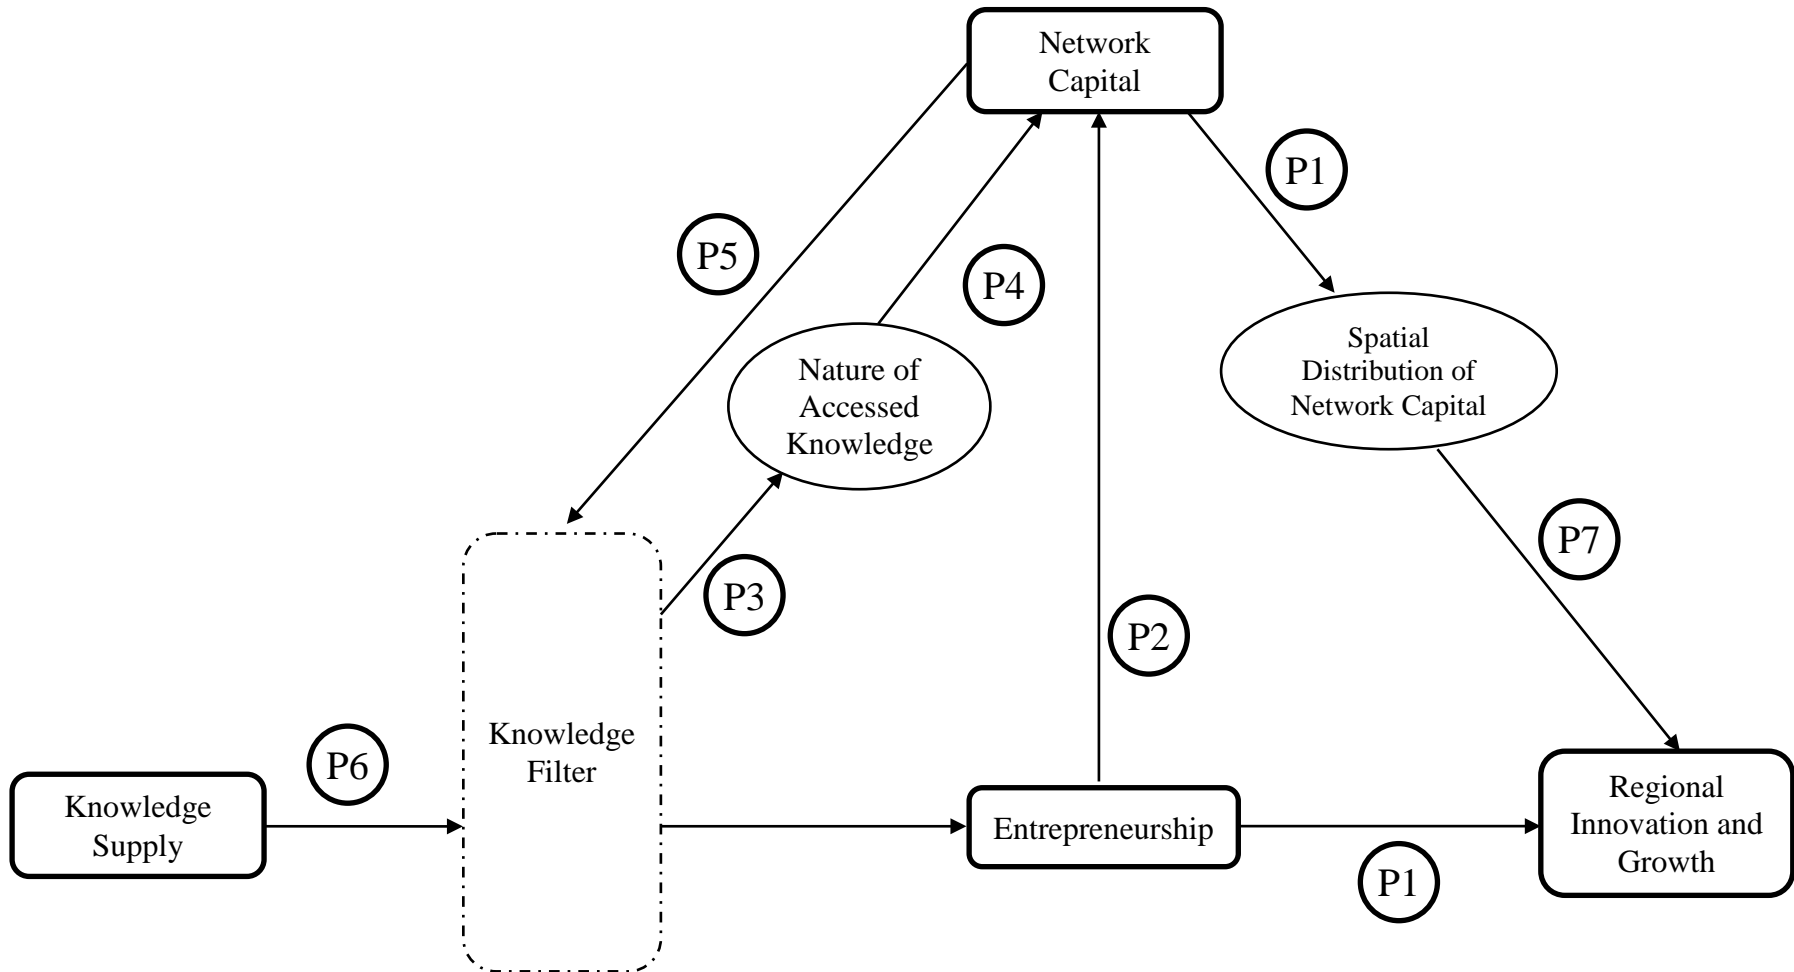 Network
Capital
P1
P5
P4
Spatial
Distribution of
Network Capital
Nature of
Accessed
Knowledge
P7
P3
P2
Knowledge
Filter
P6
Knowledge
Supply
Entrepreneurship
Regional
Innovation and
Growth
P1